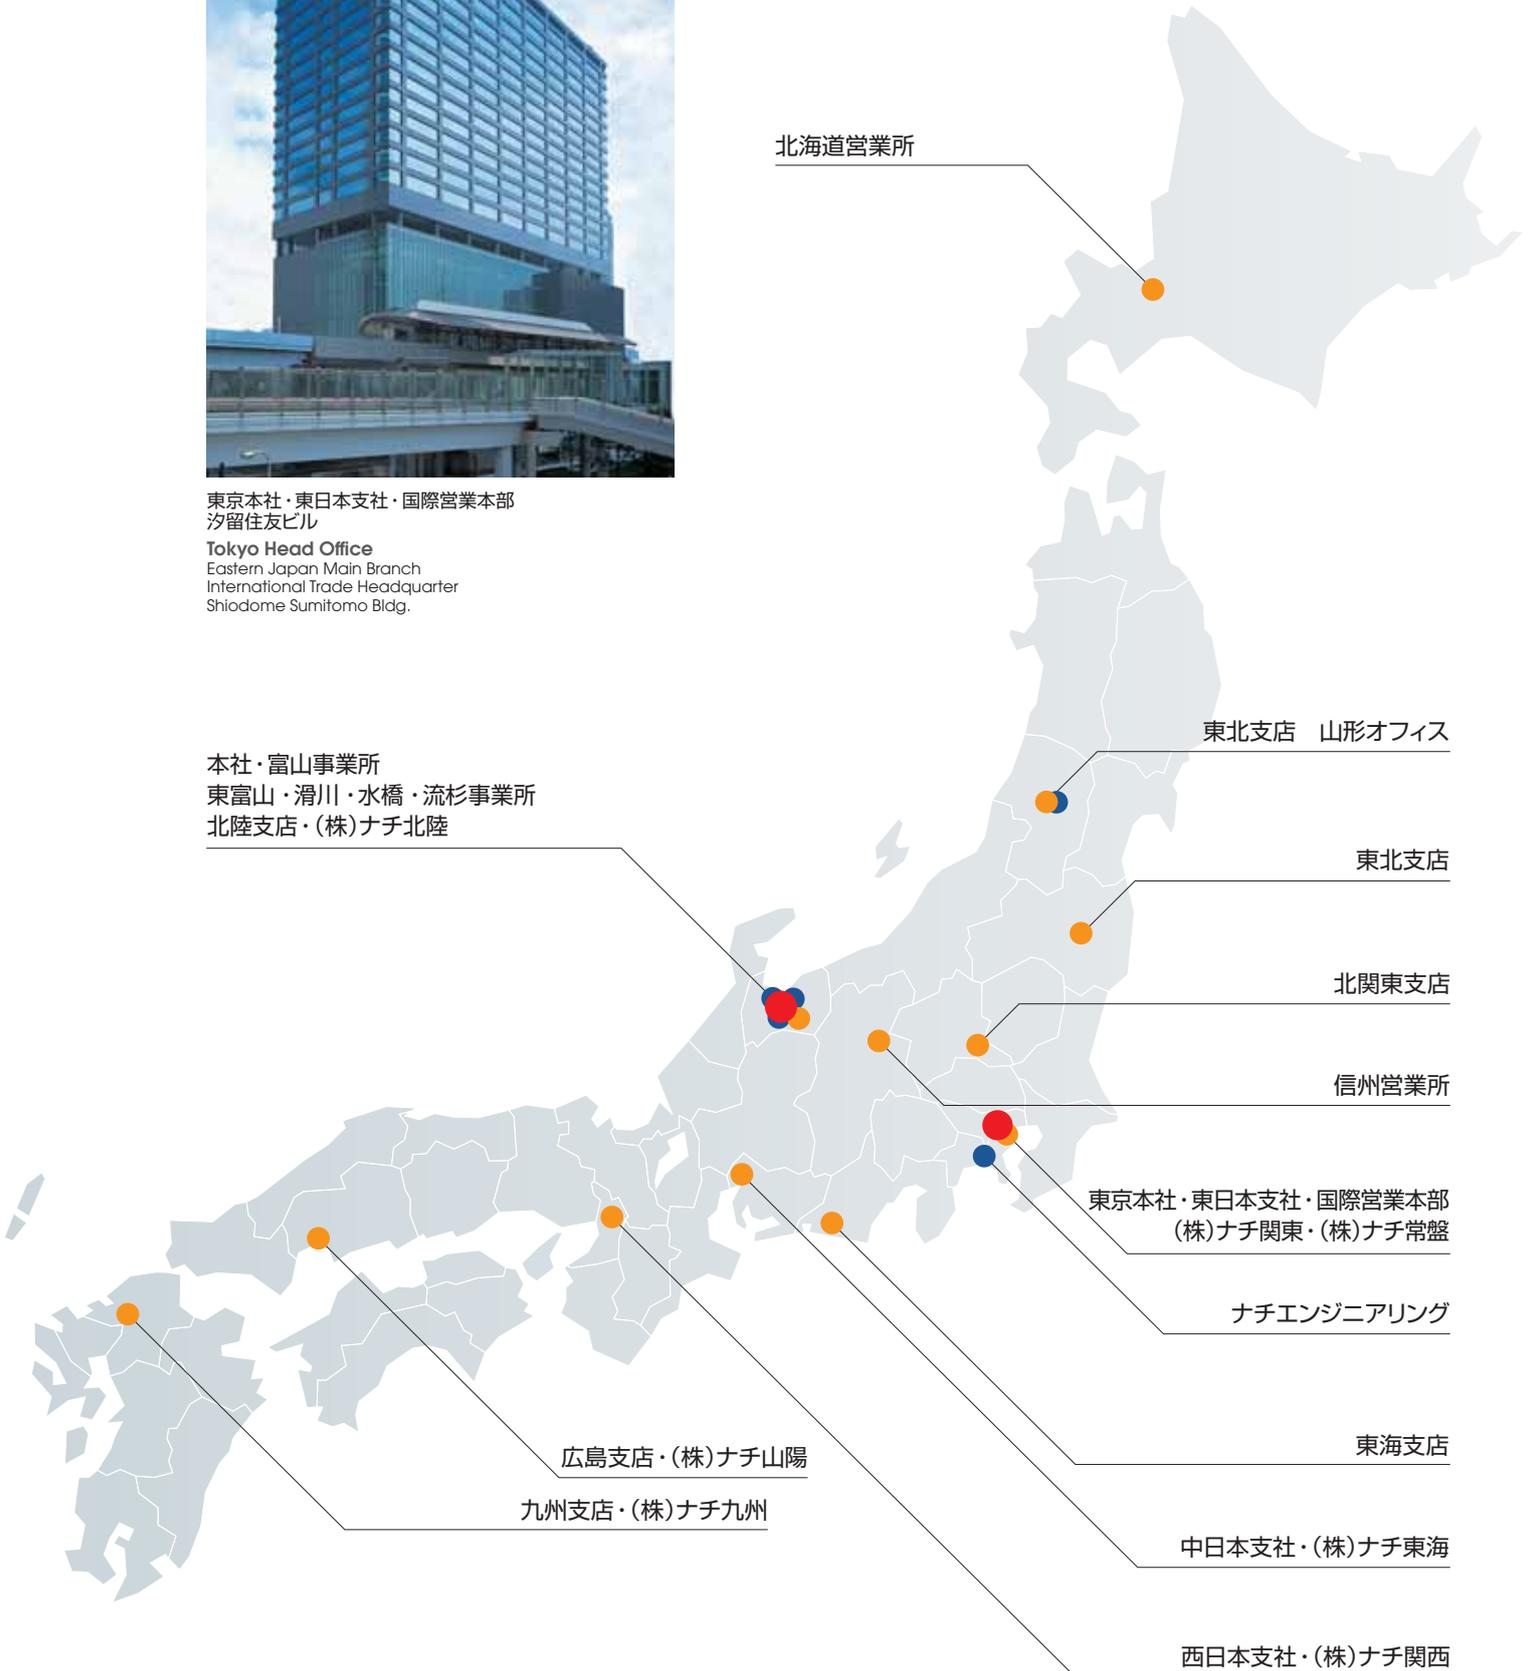 北海道営業所
東京本社・東日本支社・国際営業本部
汐留住友ビル
Tokyo Head Office
Eastern Japan Main Branch
International Trade Headquarter
Shiodome Sumitomo Bldg.
東北支店　山形オフィス
本社・富山事業所
東富山・滑川・水橋・流杉事業所
北陸支店・(株)ナチ北陸
東北支店
北関東支店
信州営業所
東京本社・東日本支社・国際営業本部
(株)ナチ関東・(株)ナチ常盤
ナチエンジニアリング
東海支店
広島支店・(株)ナチ山陽
九州支店・(株)ナチ九州
中日本支社・(株)ナチ東海
西日本支社・(株)ナチ関西